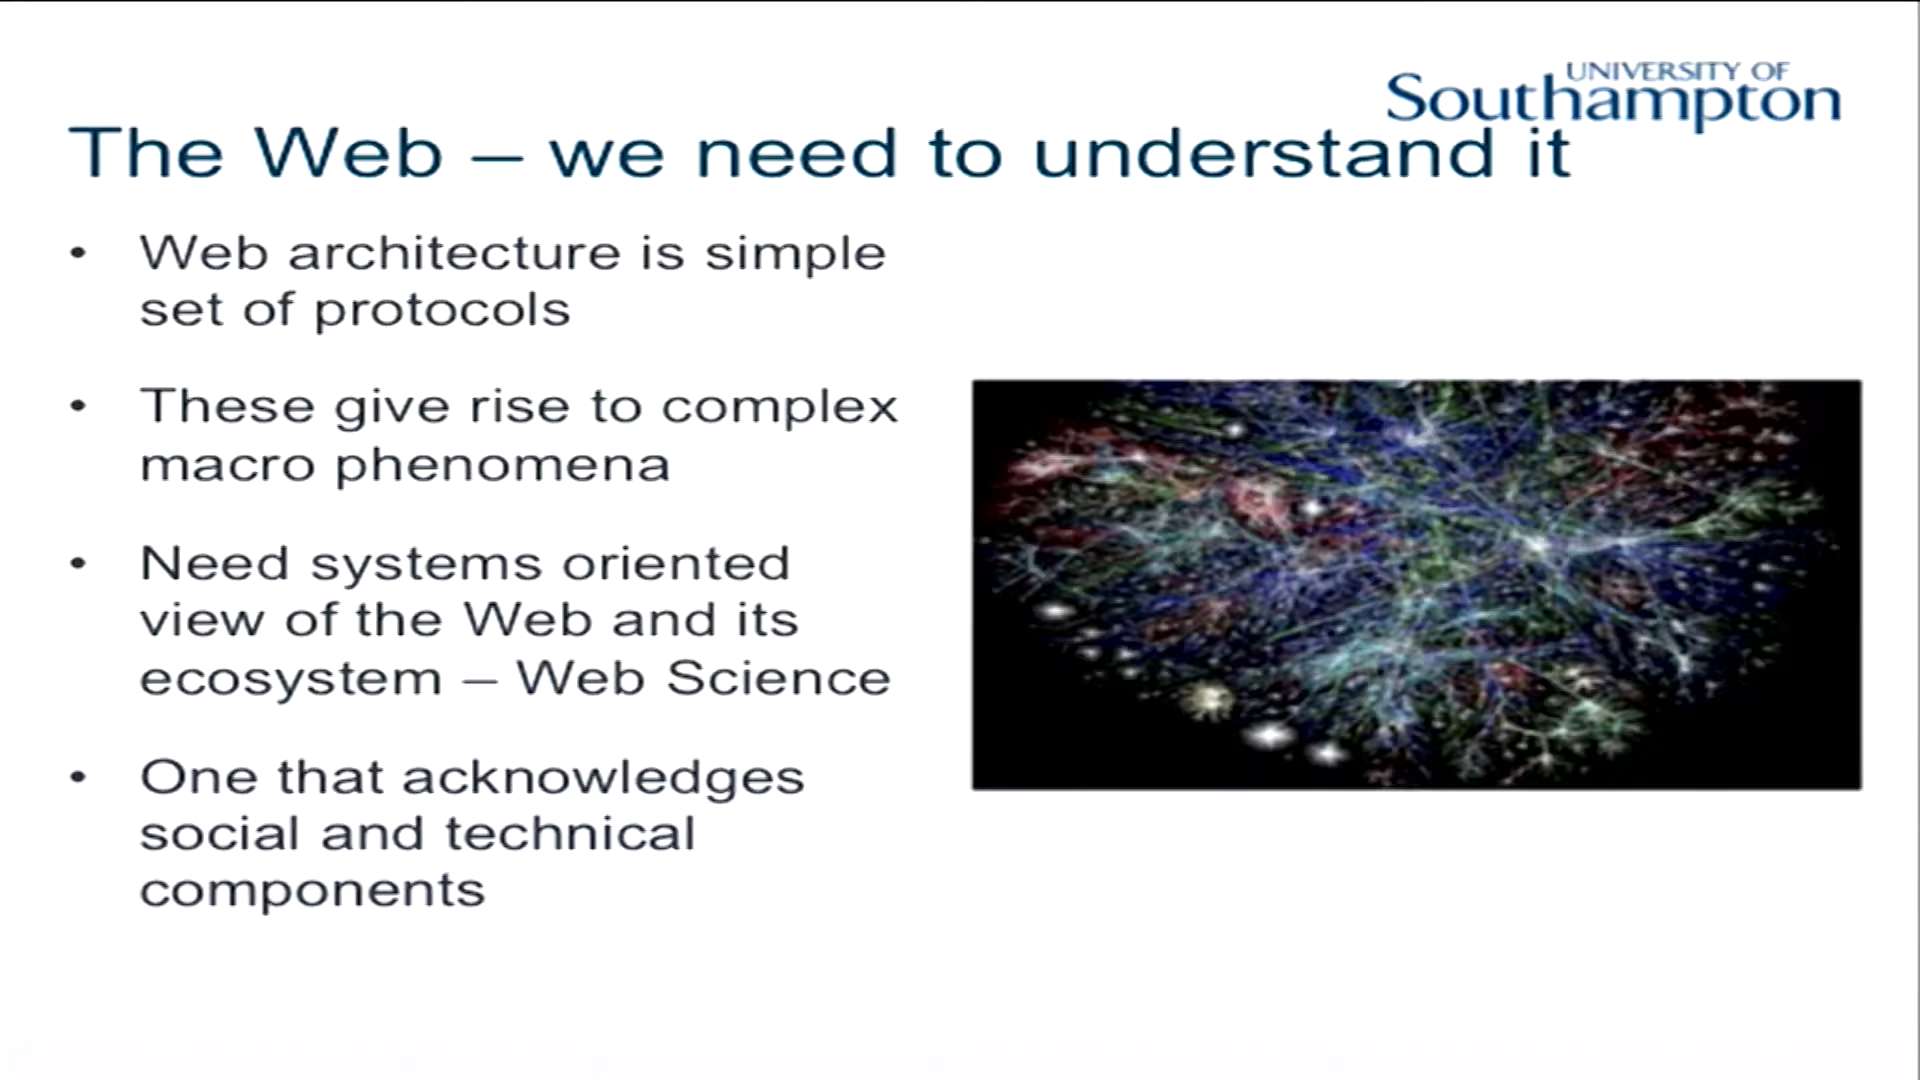 UNIVERSITY OF
Southampton
The Web – we need to understand it
• Web architecture is simple
set of protocols
• These give rise to complex
macro phenomena
• Need systems oriented
view of the Web and its
ecosystem – Web Science
• One that acknowledges
social and technical
components